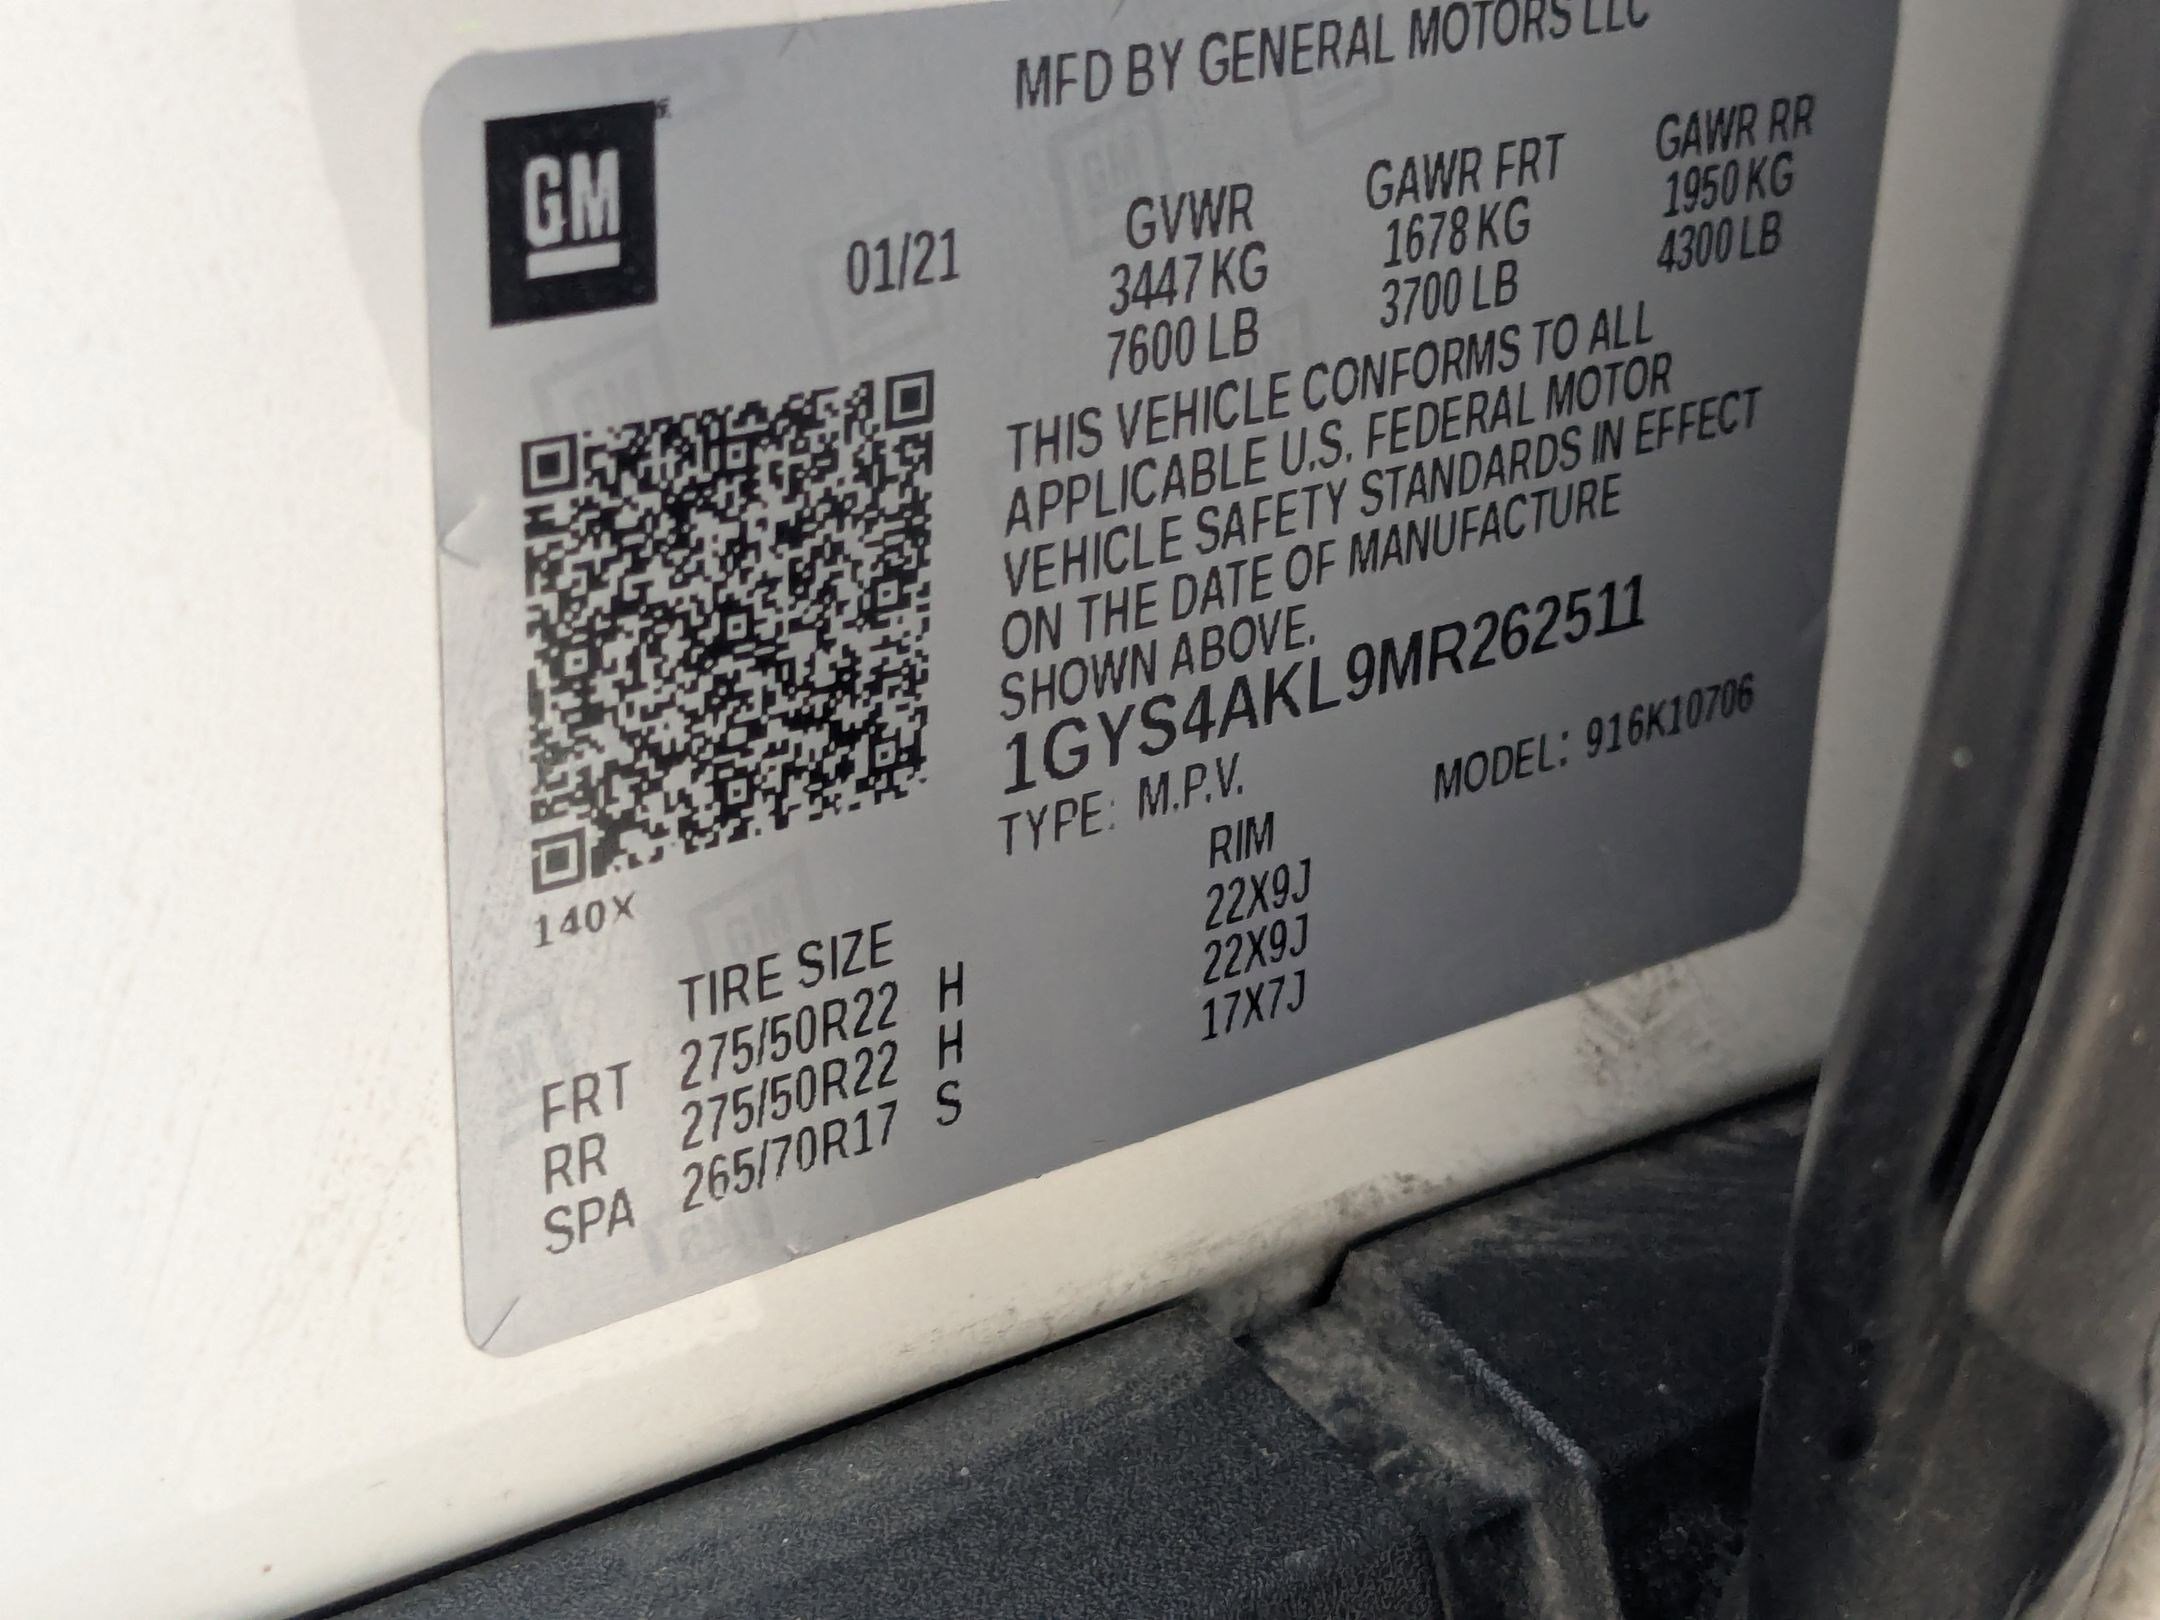 MFD BY GENERAL MOTORS LLC
GM
01/21
GVWR GAWR FRT GAWR RR
3447 KG 1678 KG 1950 KG
7600 LB 3700 LB 4300 LB
THIS VEHICLE CONFORMS TO ALL
APPLICABLE U.S. FEDERAL MOTOR
VEHICLE SAFETY STANDARDS IN EFFECT
ON THE DATE OF MANUFACTURE
SHOWN ABOVE.
1GYS4AKL9MR262511
TYPE: M.P.V. MODEL: 916K10706
140X
TIRE SIZE RIM
FRT 275/50R22 H 22X9J
RR 275/50R22 H 22X9J
SPA 265/70R17 S 17X7J